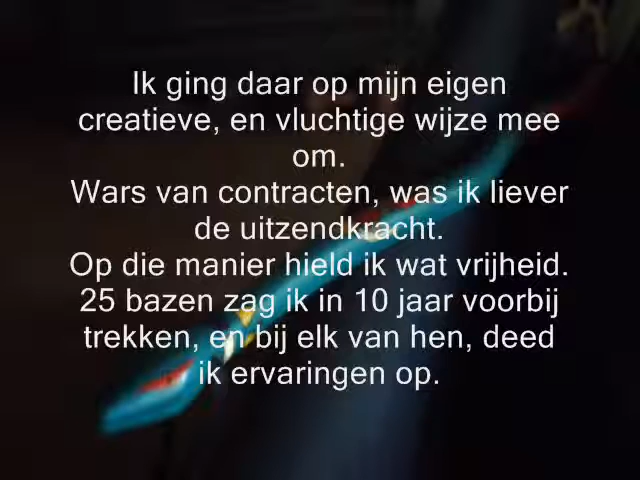 Ik ging daar op mijn eigen
creatieve, en vluchtige wijze mee
om.
Wars van contracten, was ik liever
de uitzendkracht.
Op die manier hield ik wat vrijheid.
25 bazen zag ik in 10 jaar voorbij
trekken, en bij elk van hen, deed
ik ervaringen op.